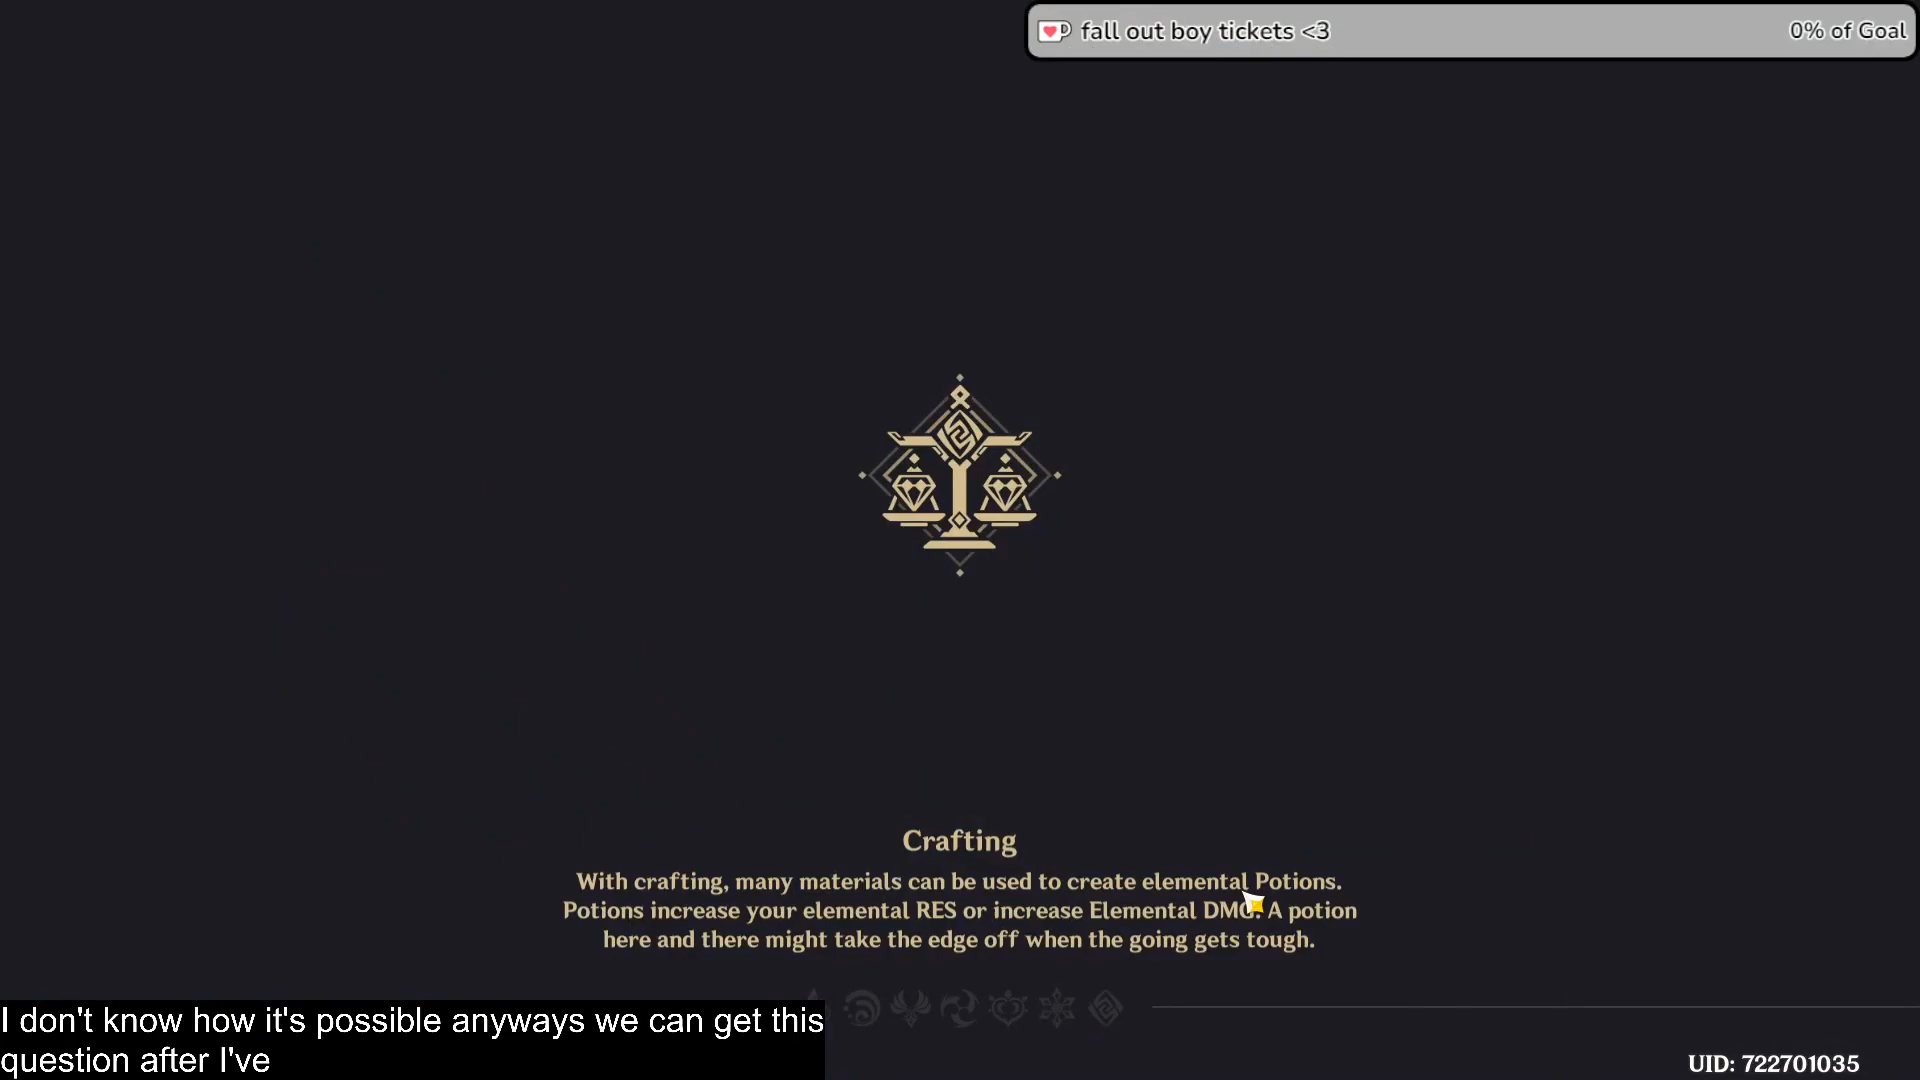 fall out boy tickets <3
0% of Goal
Crafting
With crafting, many materials can be used to create elemental Potions.
Potions increase your elemental RES or increase Elemental DMG. A potion
here and there might take the edge off when the going gets tough.
I don't know how it's possible anyways we can get this
question after I've
UID: 722701035